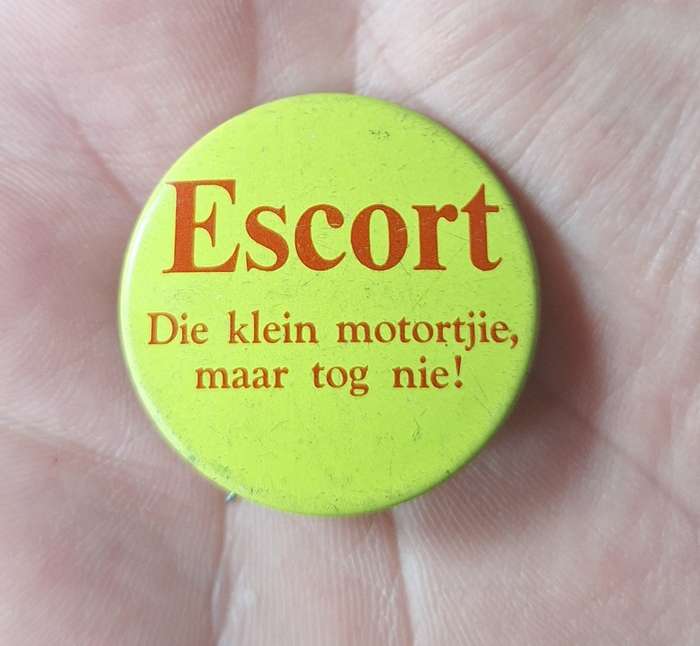 Escort
Die klein motortjie,
maar tog nie!